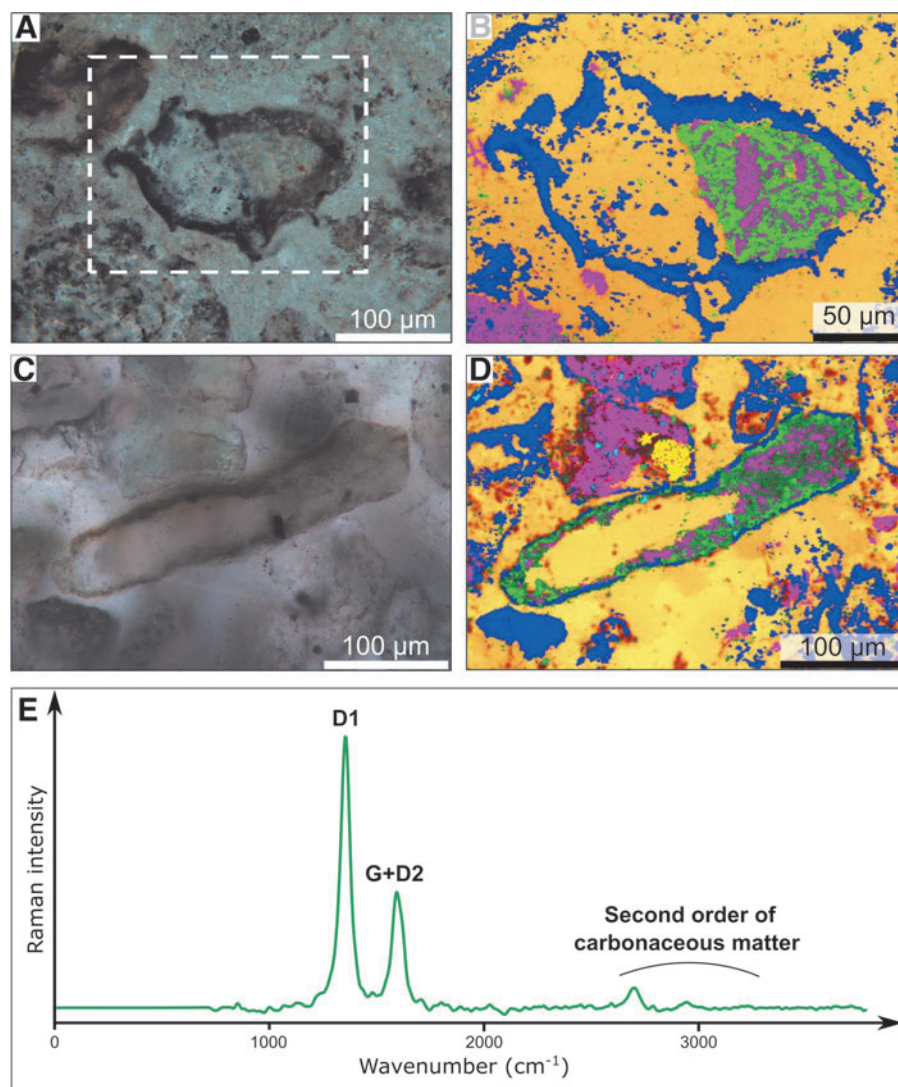 A
B
100 µm
50 µm
C
D
100 µm
100 µm
E
D1
G+D2
Second order of
carbonaceous matter
Raman intensity
0
1000
2000
3000
Wavenumber (cm⁻¹)